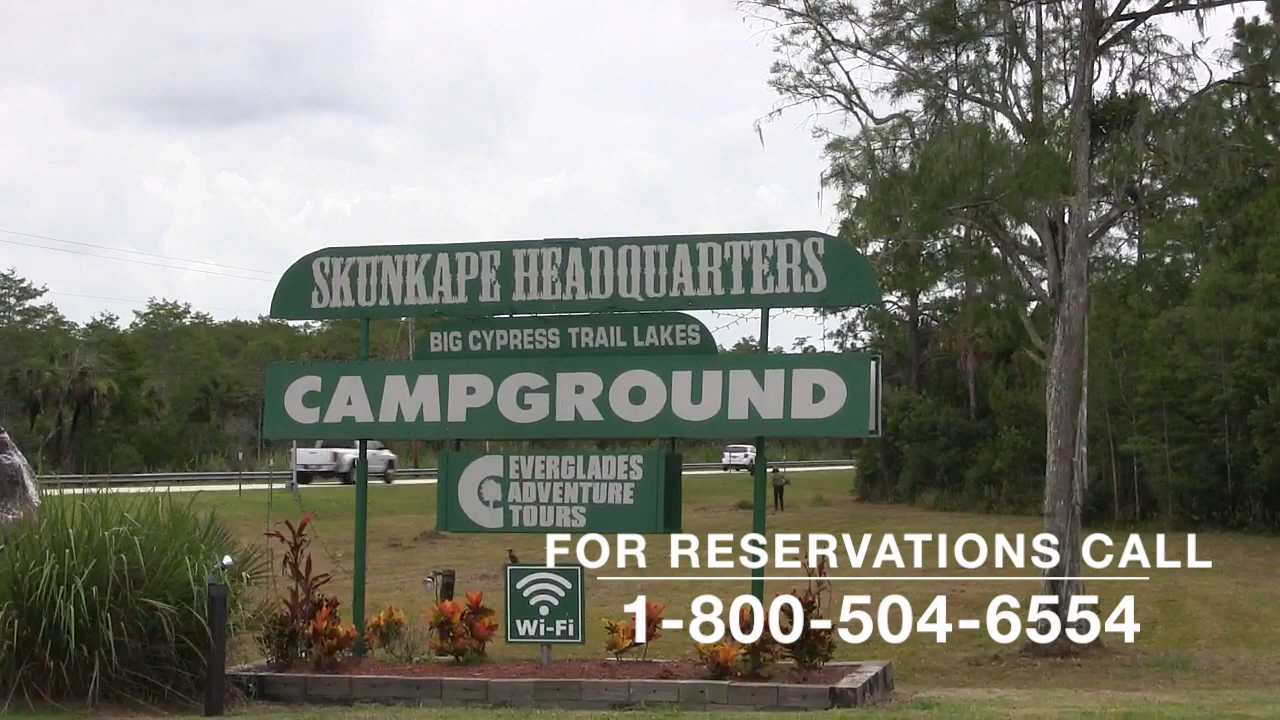 SKUNKAPE HEADQUARTERS
BIG CYPRESS TRAIL LAKES
CAMPGROUND
EVERGLADES
ADVENTURE
TOURS
Wi-Fi
FOR RESERVATIONS CALL
1-800-504-6554